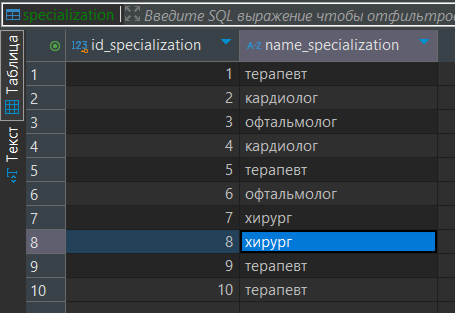 specialization Введите SQL выражение чтобы отфильтро
Таблица
Текст
123 id_specialization A-Z name_specialization
1 1 терапевт
2 2 кардиолог
3 3 офтальмолог
4 4 кардиолог
5 5 терапевт
6 6 офтальмолог
7 7 хирург
8 8 хирург
9 9 терапевт
10 10 терапевт